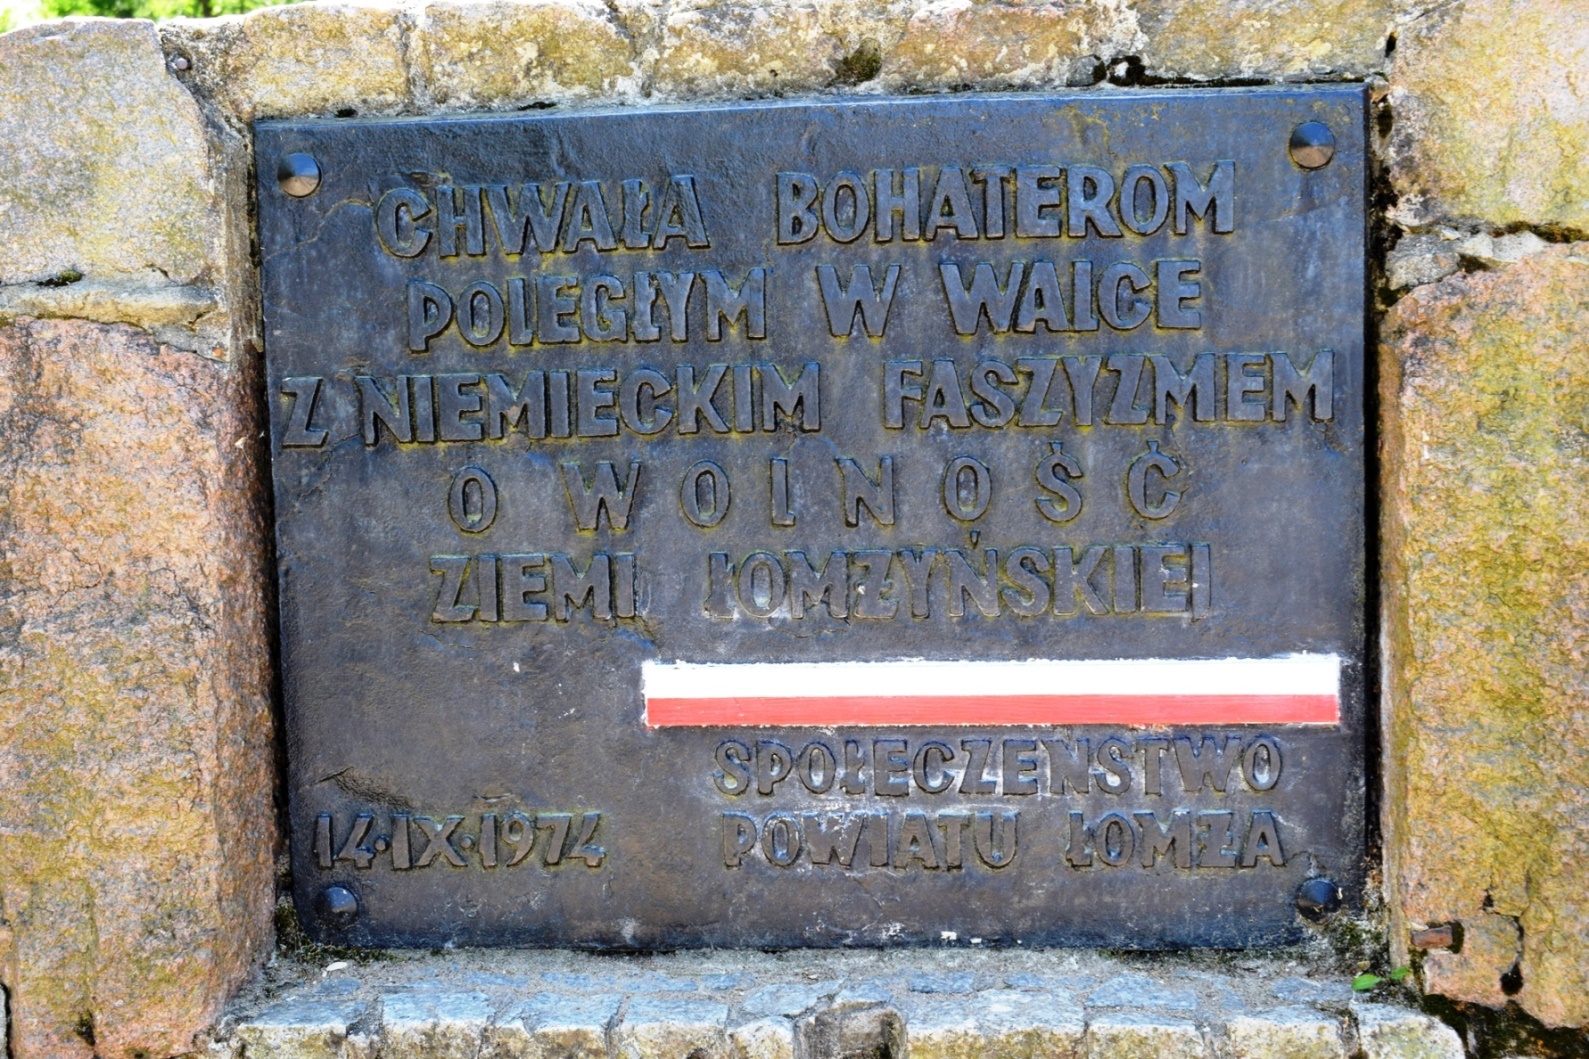 CHWAŁA BOHATEROM
POLEGŁYM W WALCE
Z NIEMIECKIM FASZYZMEM
O WOLNOŚĆ
ZIEMI ŁOMŻYŃSKIEJ
SPOŁECZEŃSTWO
14·IX·1974 POWIATU ŁOMŻA